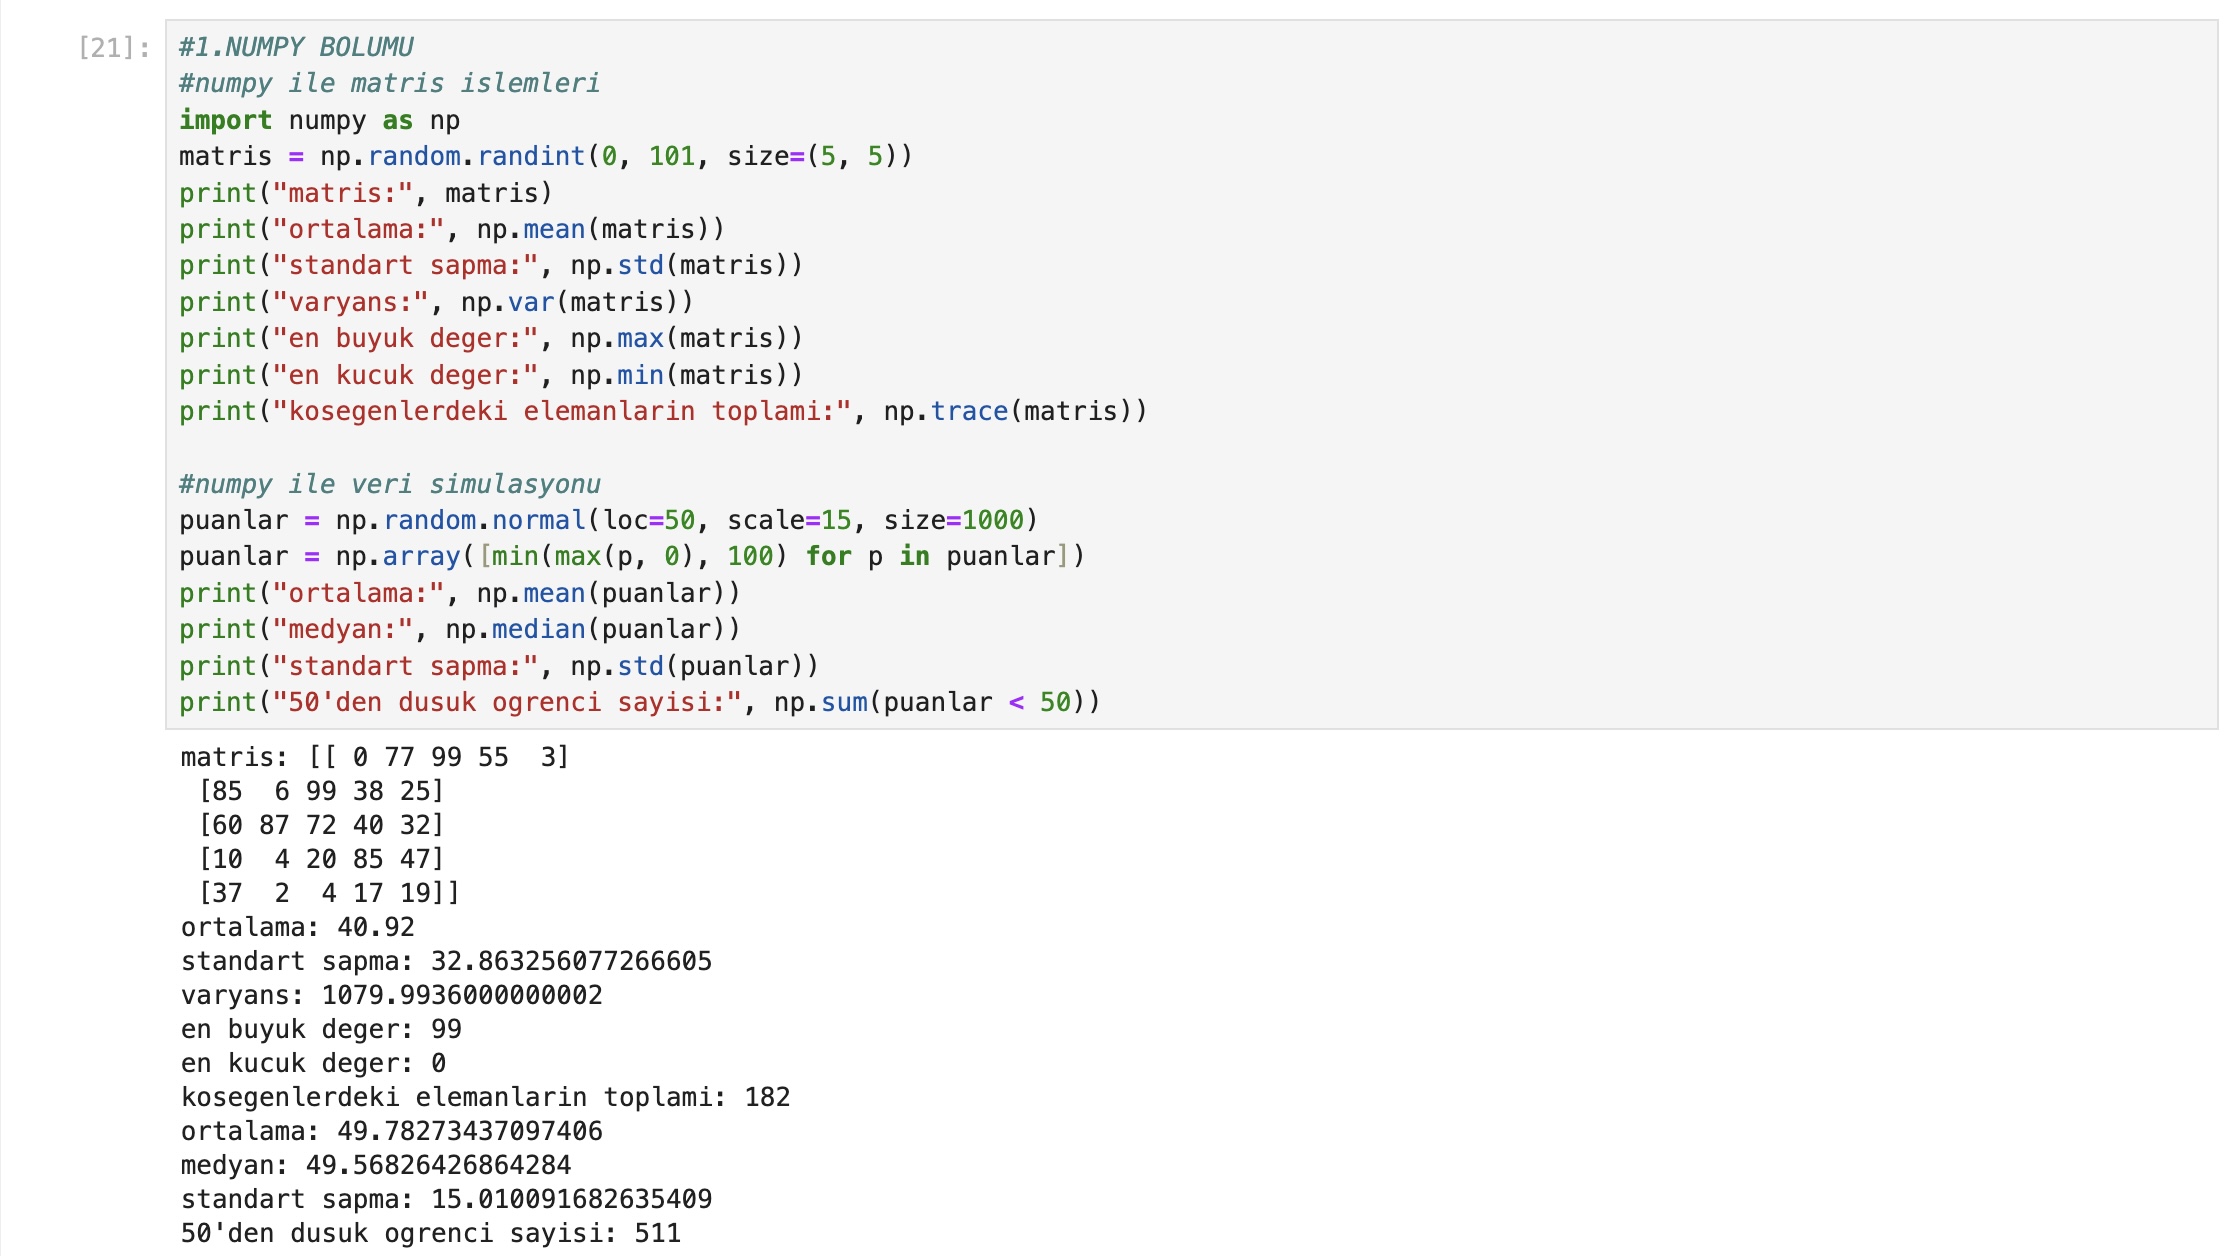 [21]: #1.NUMPY BOLUMU
#numpy ile matris islemleri
import numpy as np
matris = np.random.randint(0, 101, size=(5, 5))
print("matris:", matris)
print("ortalama:", np.mean(matris))
print("standart sapma:", np.std(matris))
print("varyans:", np.var(matris))
print("en buyuk deger:", np.max(matris))
print("en kucuk deger:", np.min(matris))
print("kosegenlerdeki elemanlarin toplami:", np.trace(matris))

#numpy ile veri simulasyonu
puanlar = np.random.normal(loc=50, scale=15, size=1000)
puanlar = np.array([min(max(p, 0), 100) for p in puanlar])
print("ortalama:", np.mean(puanlar))
print("medyan:", np.median(puanlar))
print("standart sapma:", np.std(puanlar))
print("50'den dusuk ogrenci sayisi:", np.sum(puanlar < 50))
matris: [[ 0 77 99 55  3]
 [85  6 99 38 25]
 [60 87 72 40 32]
 [10  4 20 85 47]
 [37  2  4 17 19]]
ortalama: 40.92
standart sapma: 32.863256077266605
varyans: 1079.9936000000002
en buyuk deger: 99
en kucuk deger: 0
kosegenlerdeki elemanlarin toplami: 182
ortalama: 49.78273437097406
medyan: 49.56826426864284
standart sapma: 15.010091682635409
50'den dusuk ogrenci sayisi: 511